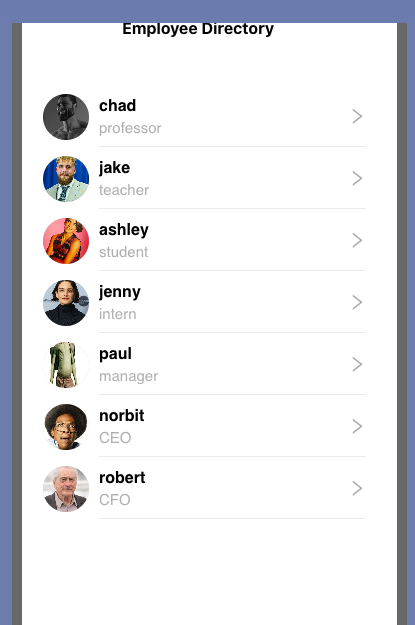 Employee Directory
chad
professor
jake
teacher
ashley
student
jenny
intern
paul
manager
norbit
CEO
robert
CFO